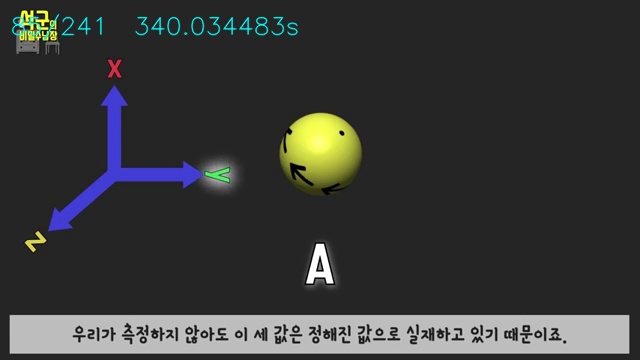 석군의
비밀수납장
85/241 340.034483s
X
Y
Z
A
우리가 측정하지 않아도 이 세 값은 정해진 값으로 실재하고 있기 때문이죠.